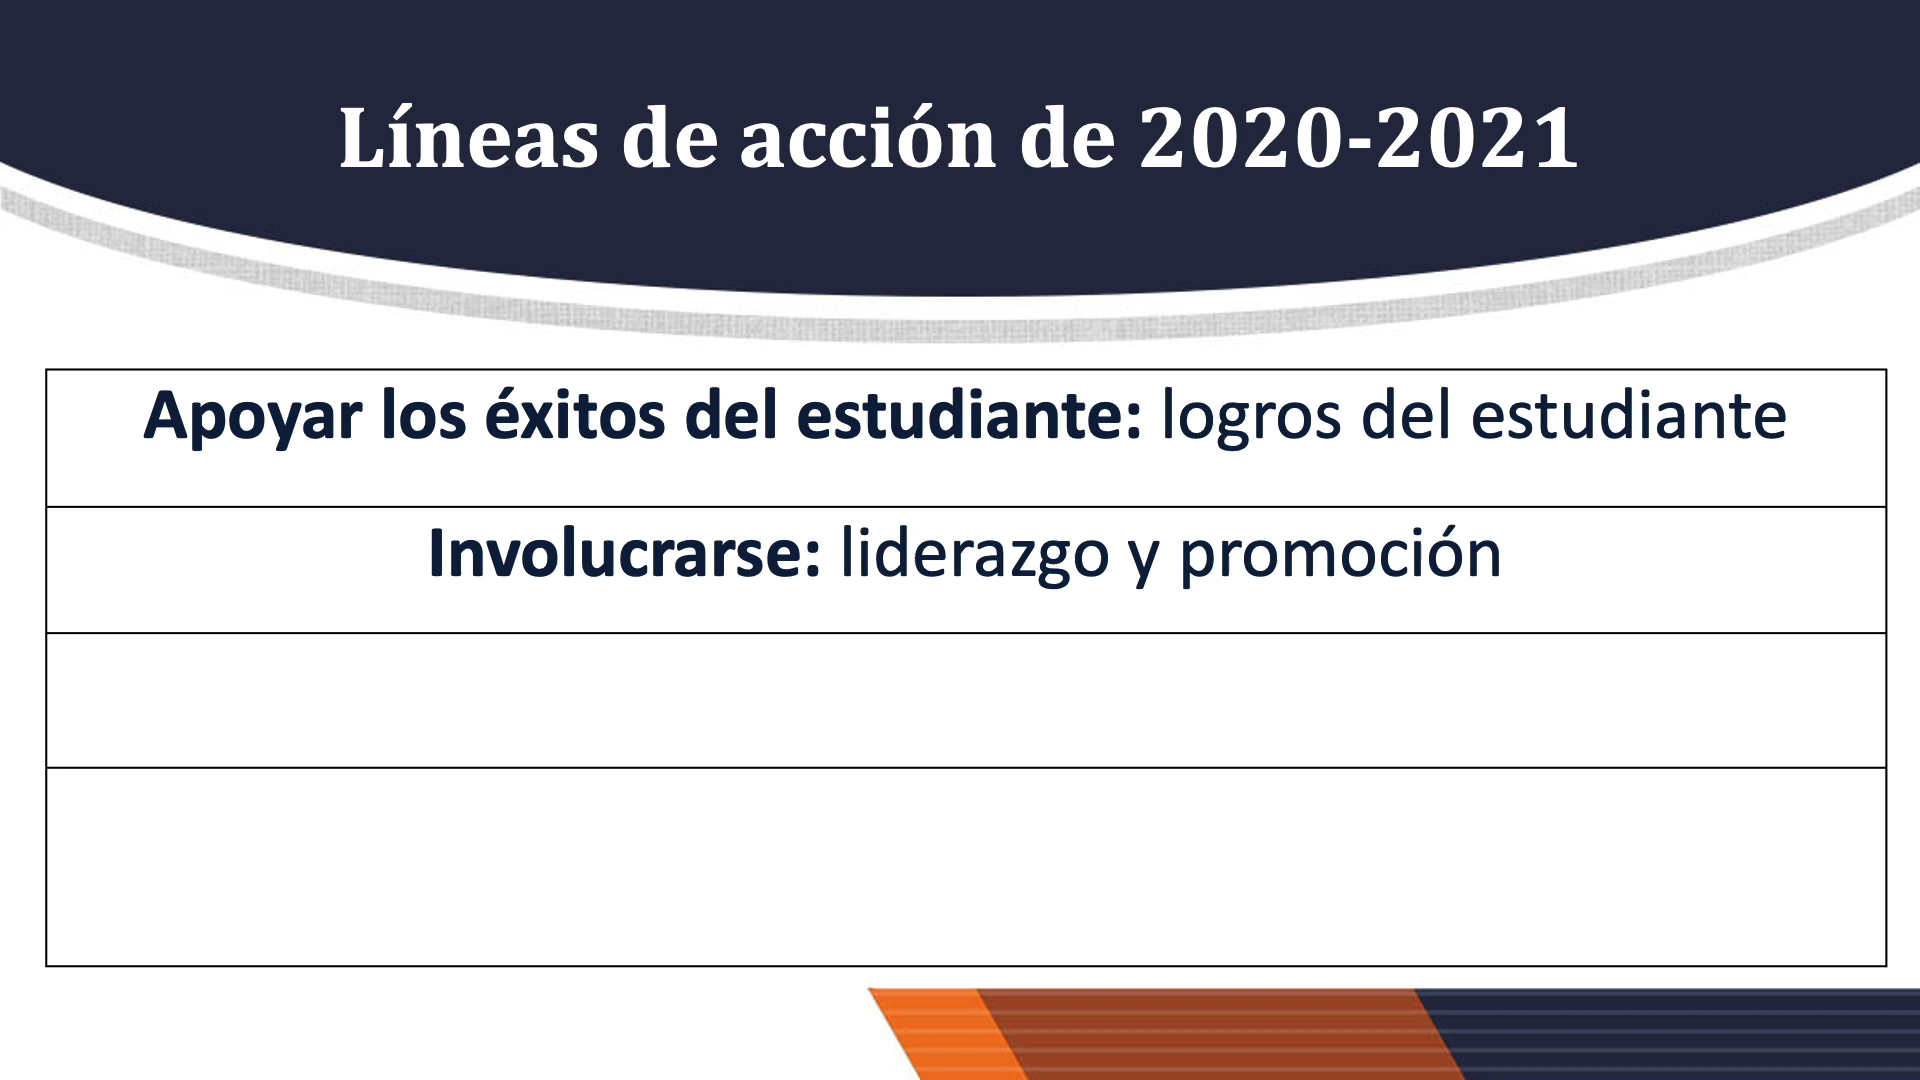 Líneas de acción de 2020-2021
Apoyar los éxitos del estudiante: logros del estudiante
Involucrarse: liderazgo y promoción